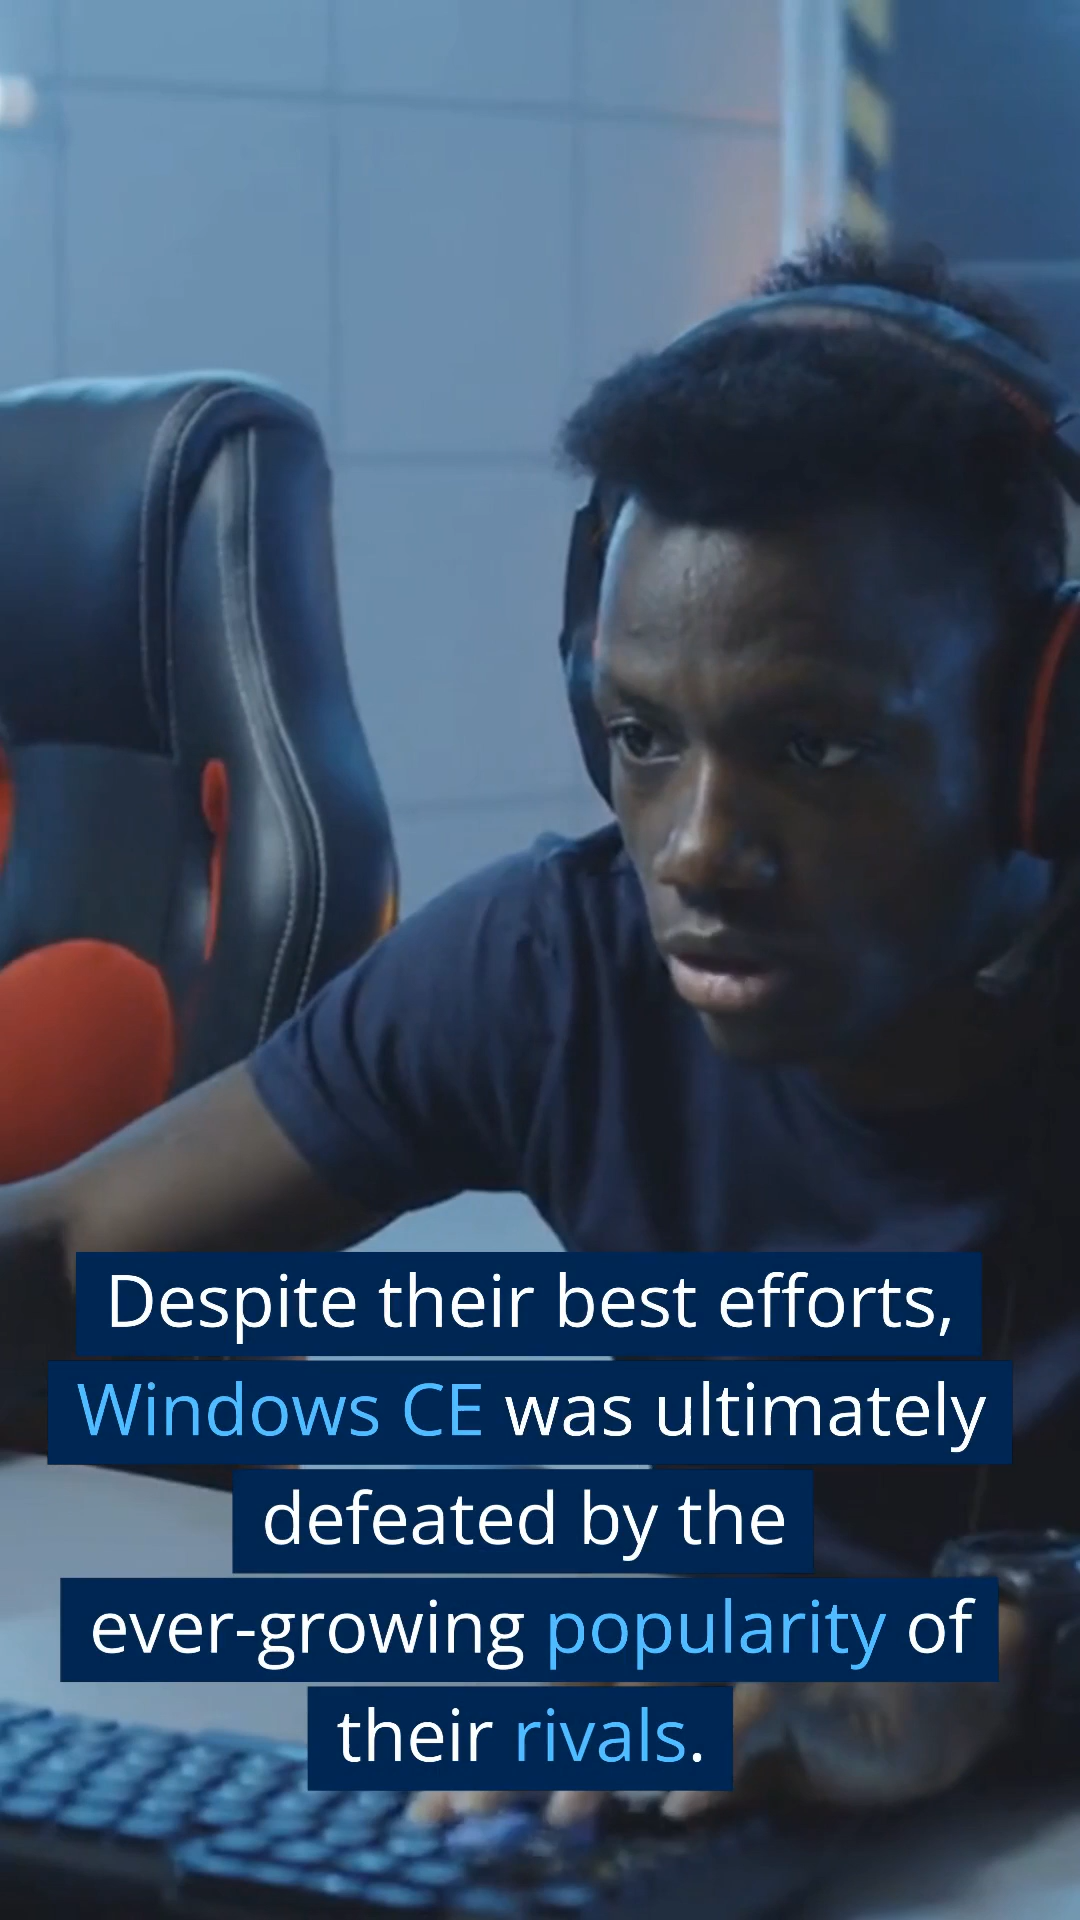 Despite their best efforts,
Windows CE was ultimately
defeated by the
ever-growing popularity of
their rivals.